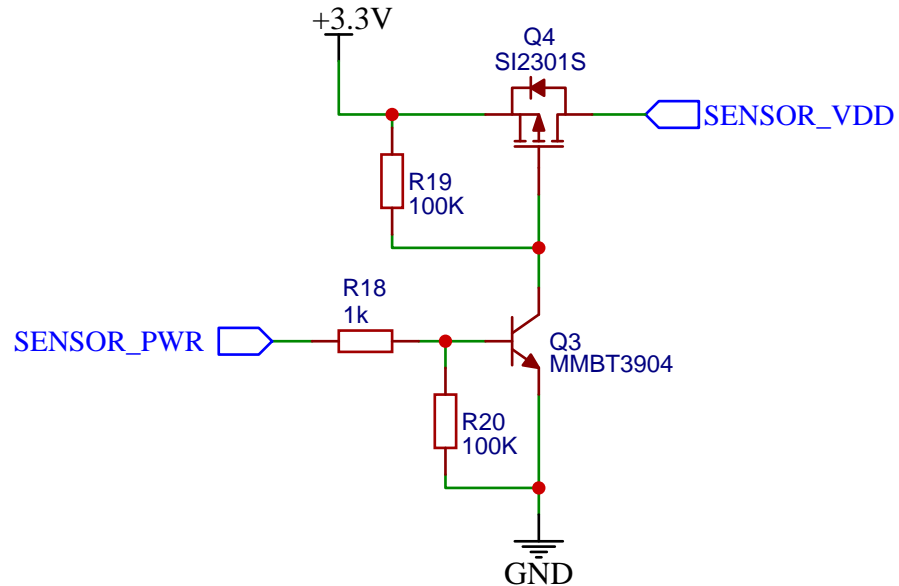 +3.3V
Q4
SI2301S
SENSOR_VDD
R19
100K
R18
1k
SENSOR_PWR
Q3
MMBT3904
R20
100K
GND